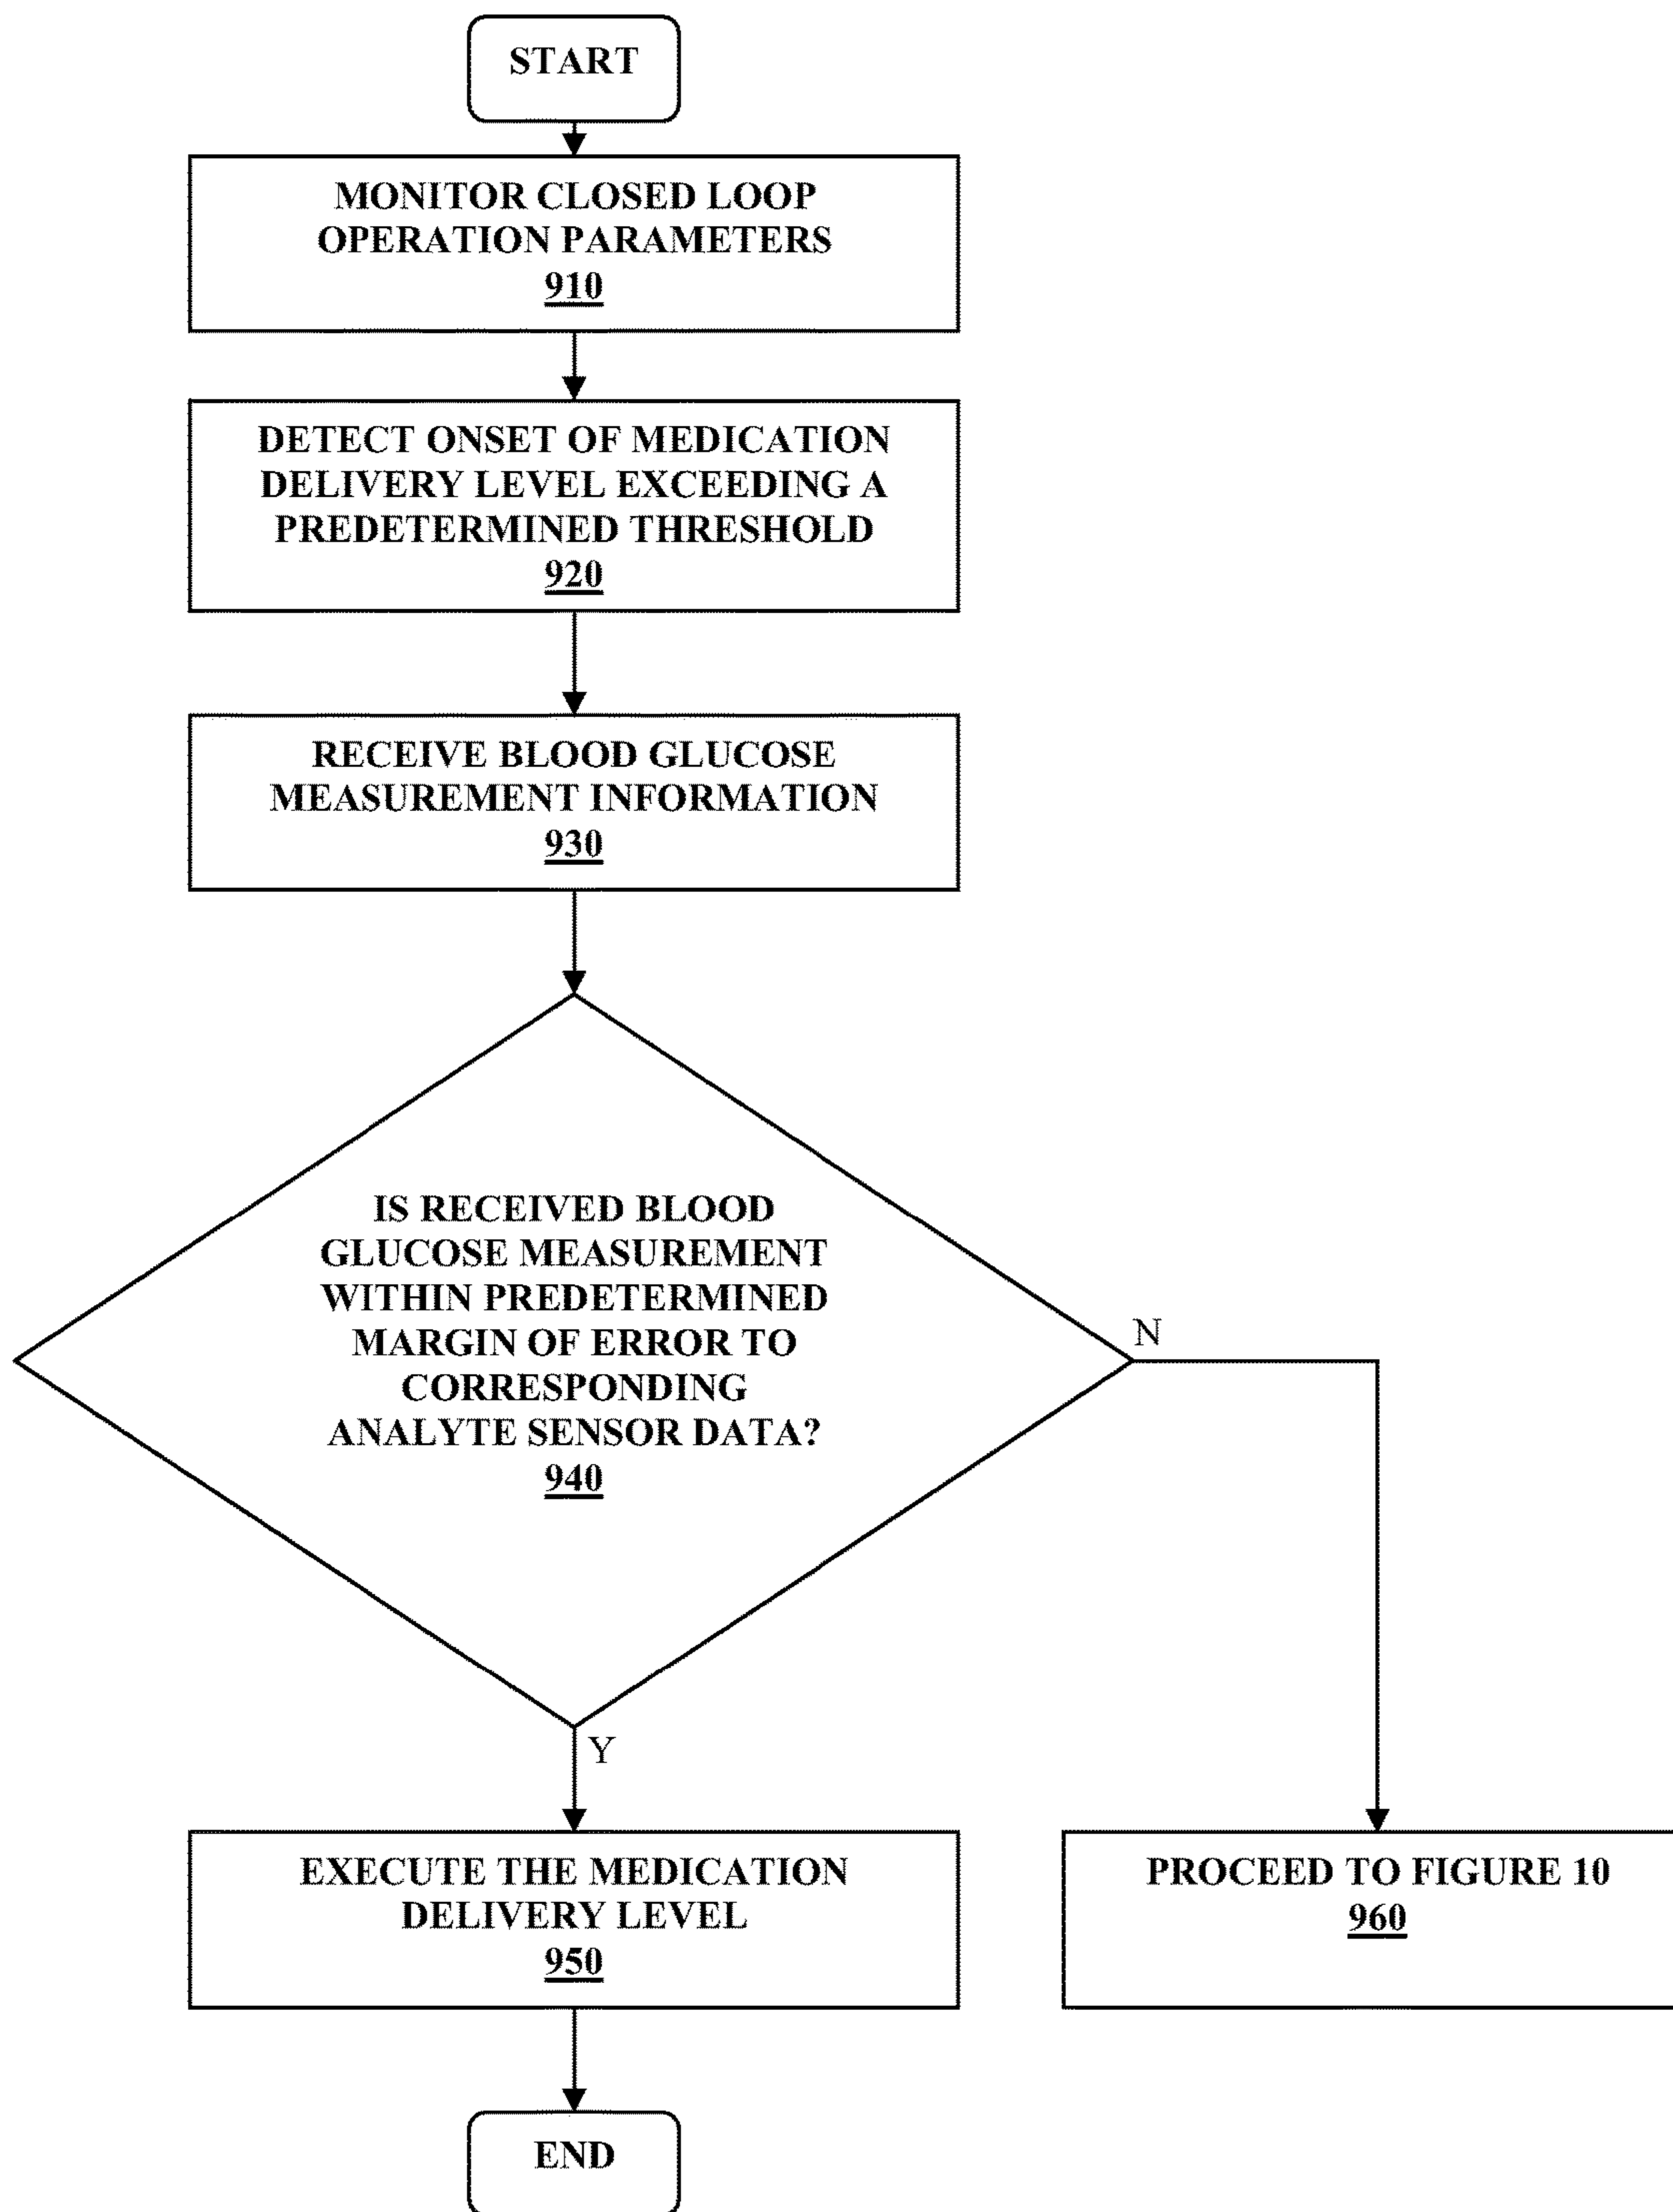 START
MONITOR CLOSED LOOP
OPERATION PARAMETERS
910
DETECT ONSET OF MEDICATION
DELIVERY LEVEL EXCEEDING A
PREDETERMINED THRESHOLD
920
RECEIVE BLOOD GLUCOSE
MEASUREMENT INFORMATION
930
IS RECEIVED BLOOD
GLUCOSE MEASUREMENT
WITHIN PREDETERMINED
MARGIN OF ERROR TO
CORRESPONDING
ANALYTE SENSOR DATA?
940
N
Y
EXECUTE THE MEDICATION
DELIVERY LEVEL
950
PROCEED TO FIGURE 10
960
END